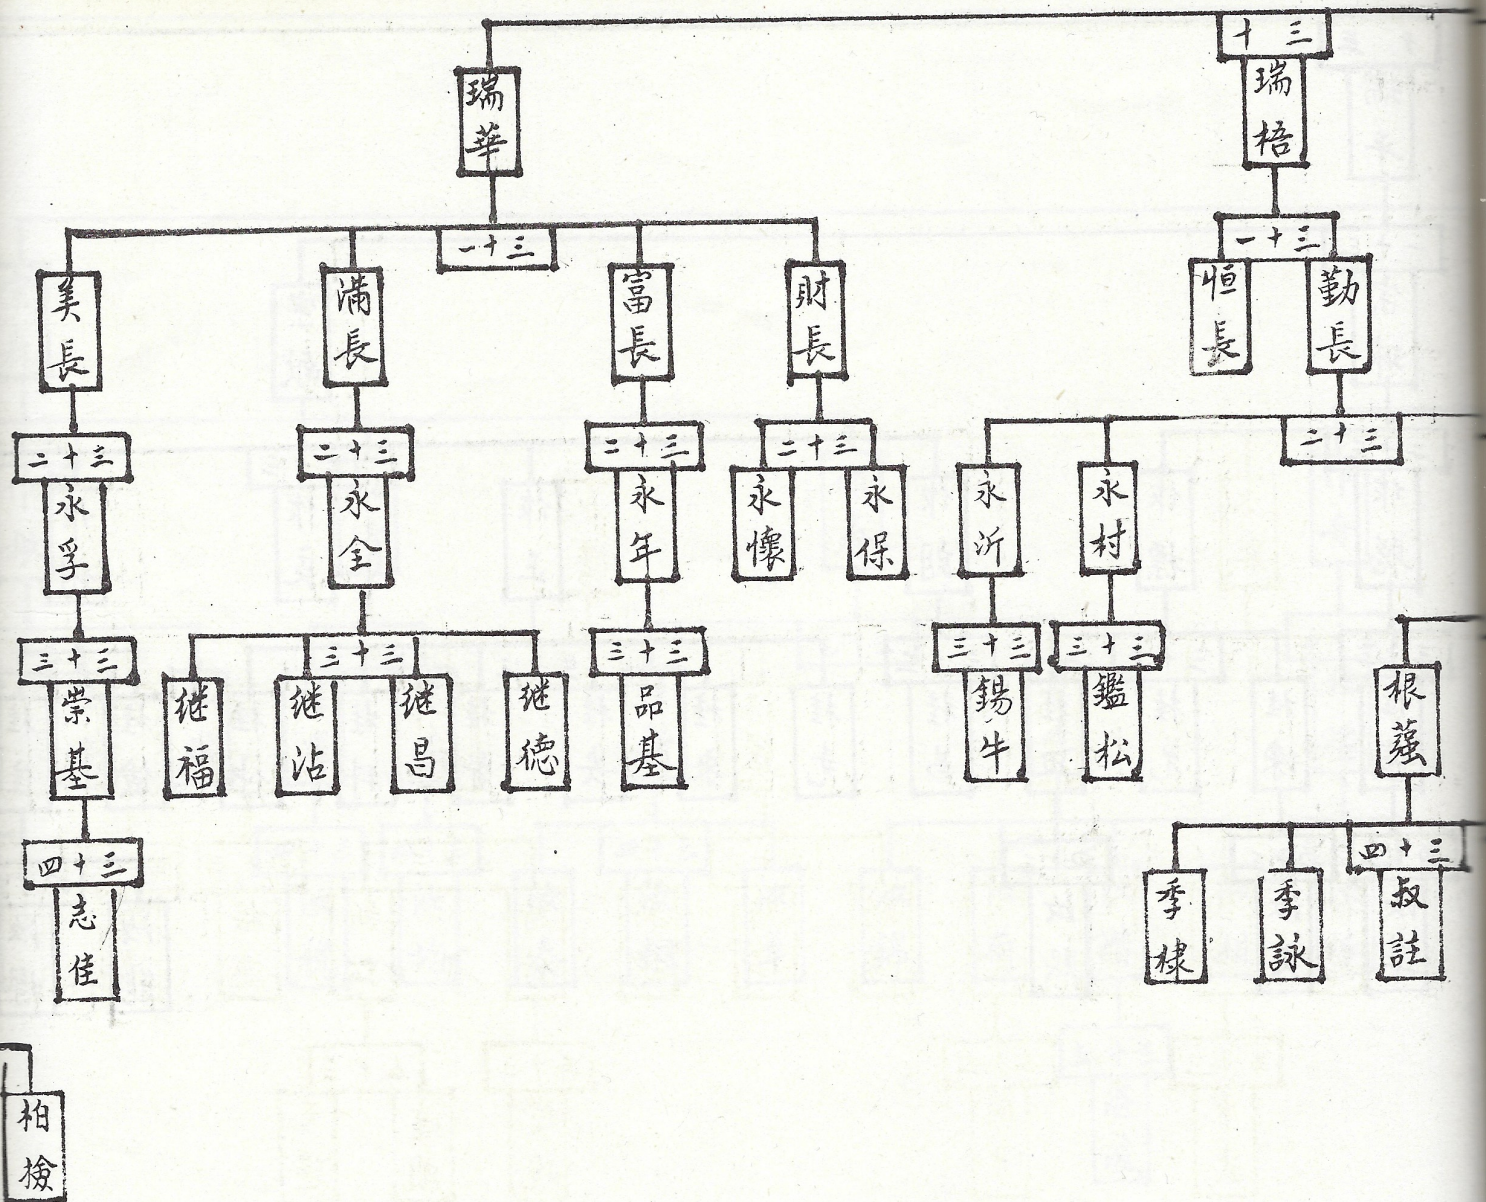 三十
瑞梧
瑞華
三十一
勤長
恒長
三十一
財長
富長
滿長
美長
三十二
永村
永沂
三十二
永保
永懷
三十二
永年
三十二
永全
三十二
永孚
三十三
鑑松
三十三
錫牛
三十三
品基
三十三
继德
继昌
继沾
继福
三十三
崇基
根蕴
三十四
叔註
季詠
季棣
三十四
志佳
柏檢